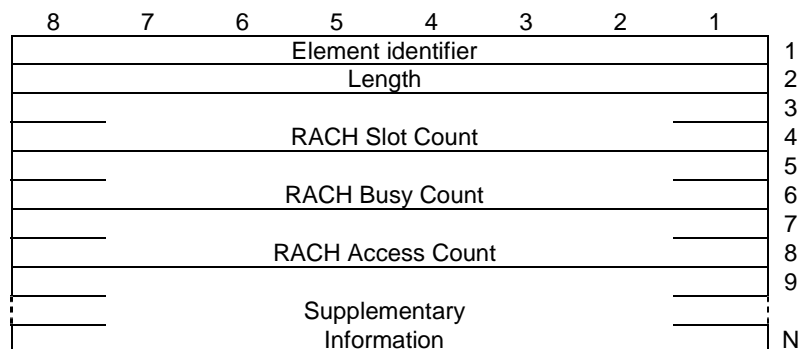 8 7 6 5 4 3 2 1
Element identifier 1
Length 2
3
RACH Slot Count 4
5
RACH Busy Count 6
7
RACH Access Count 8
9
Supplementary
Information N